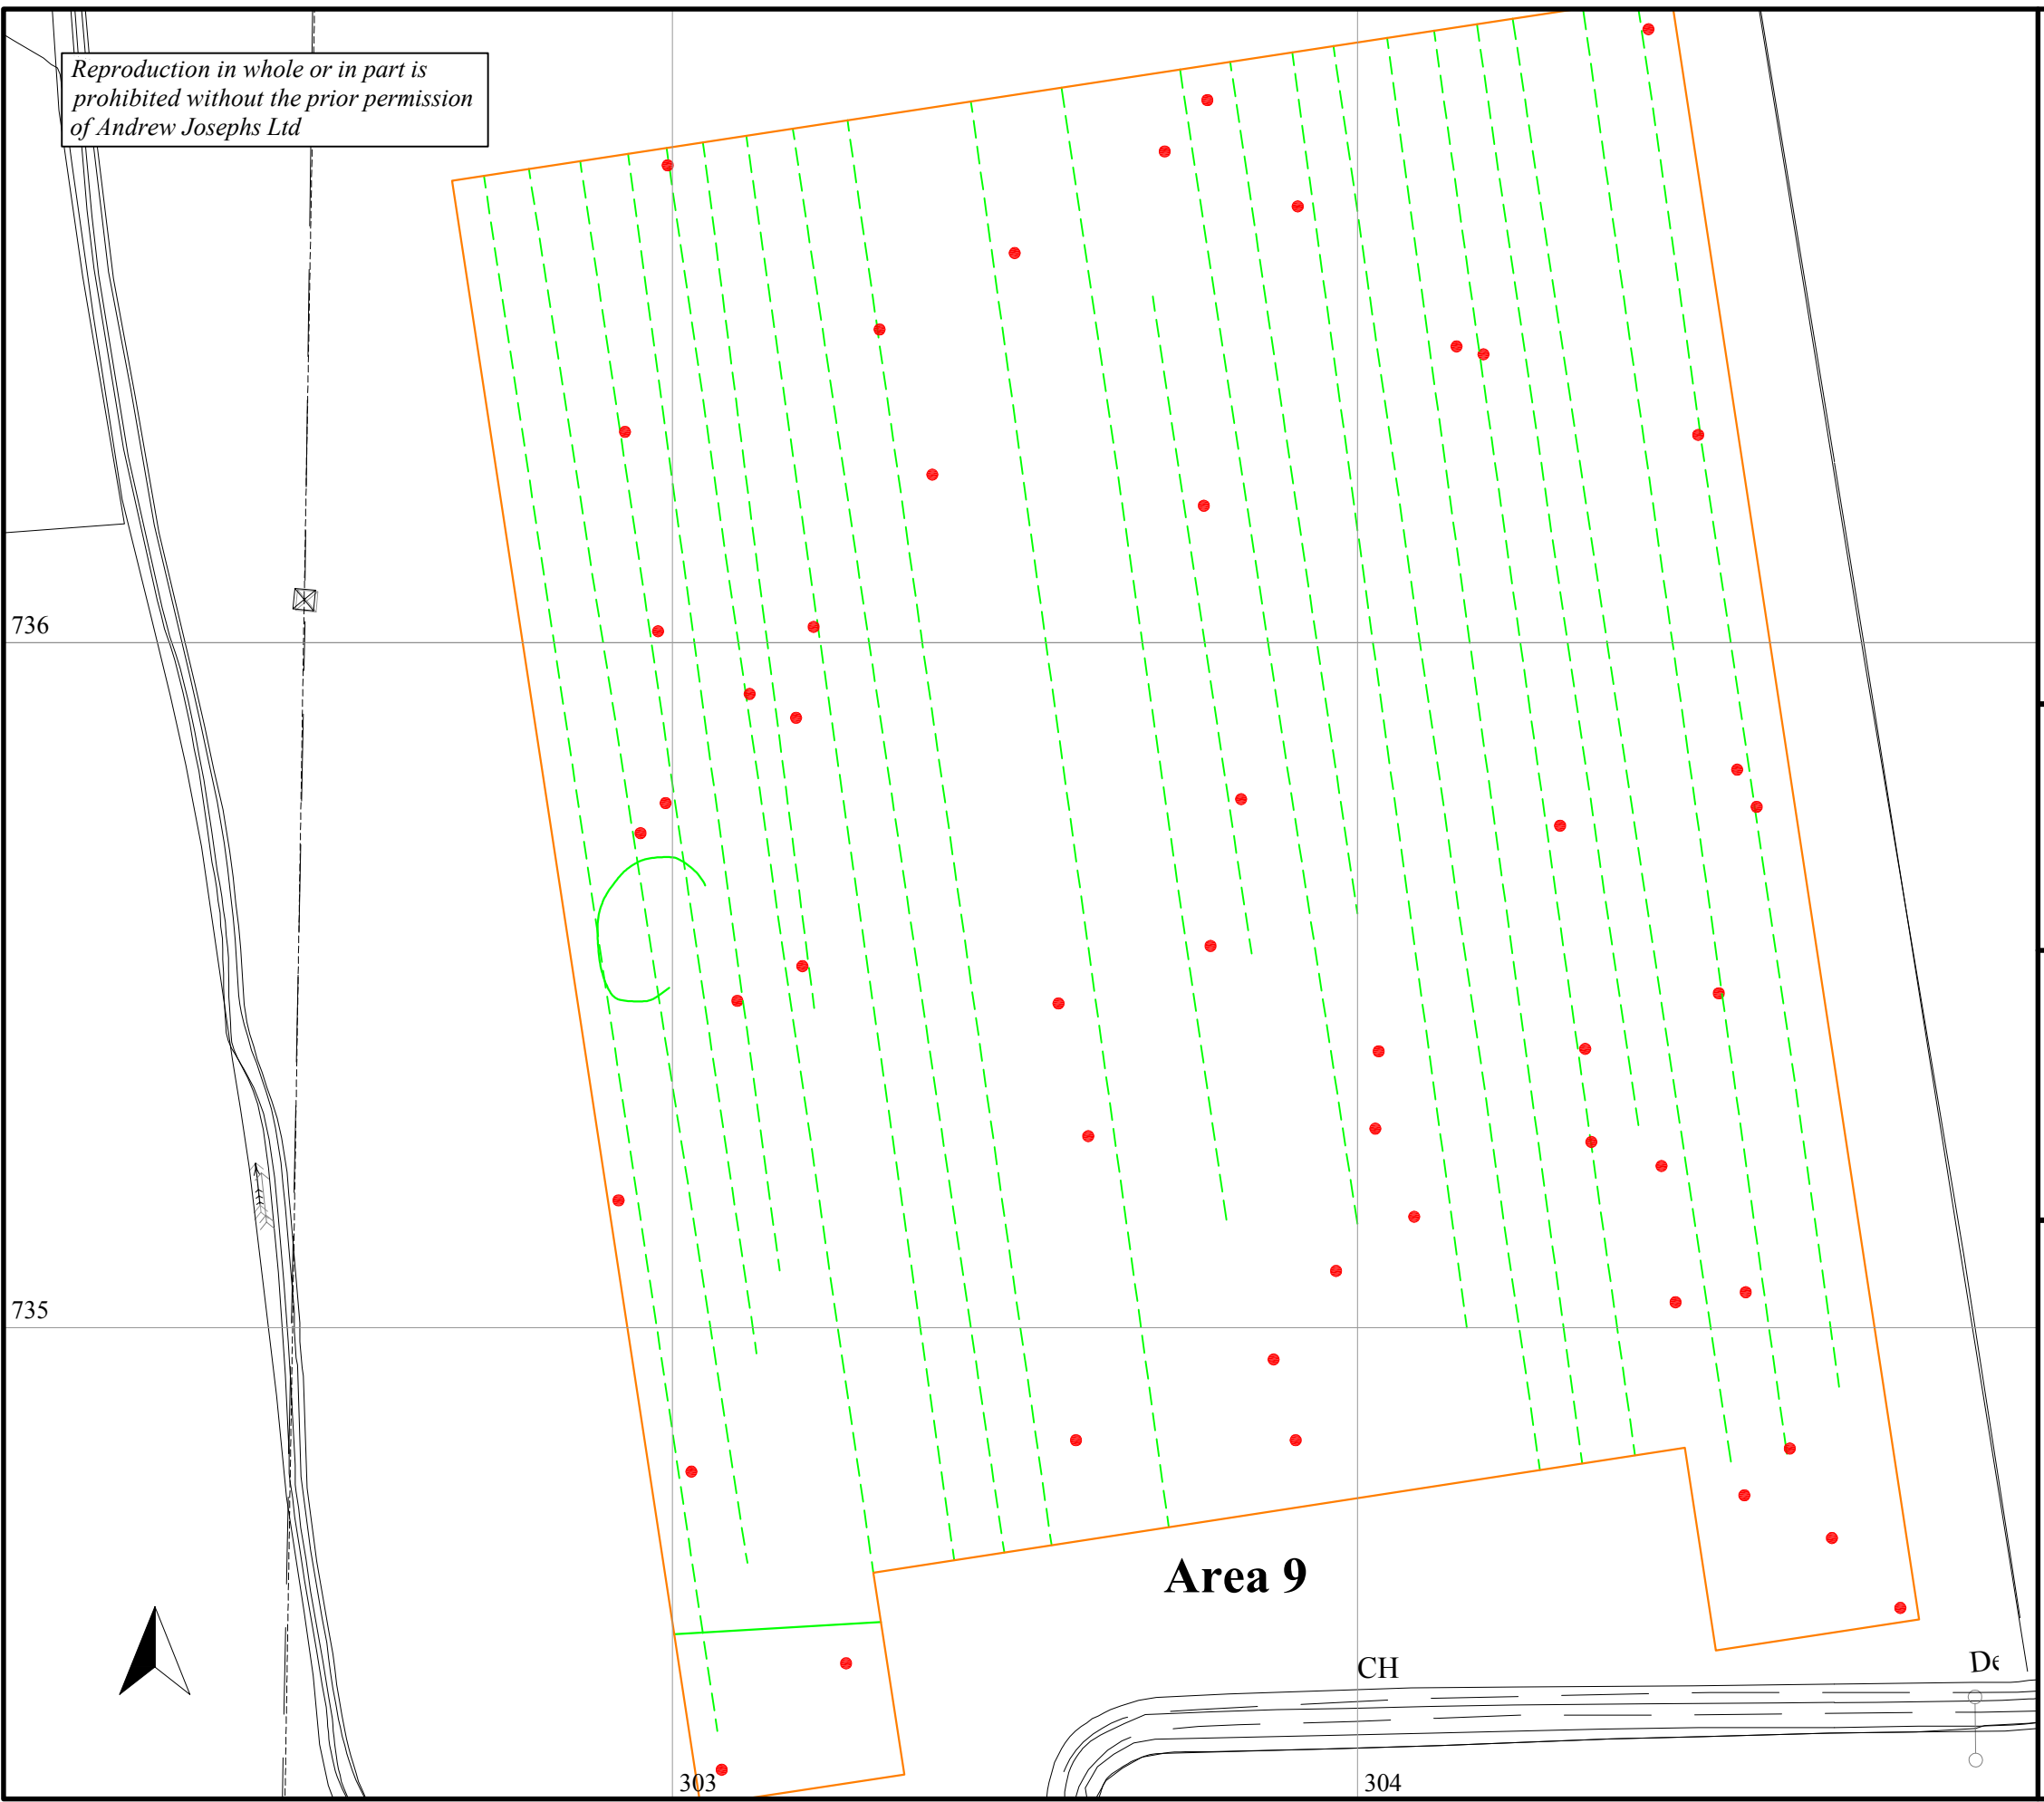 Reproduction in whole or in part is
prohibited without the prior permission
of Andrew Josephs Ltd
736
735
Area 9
CH
303
304